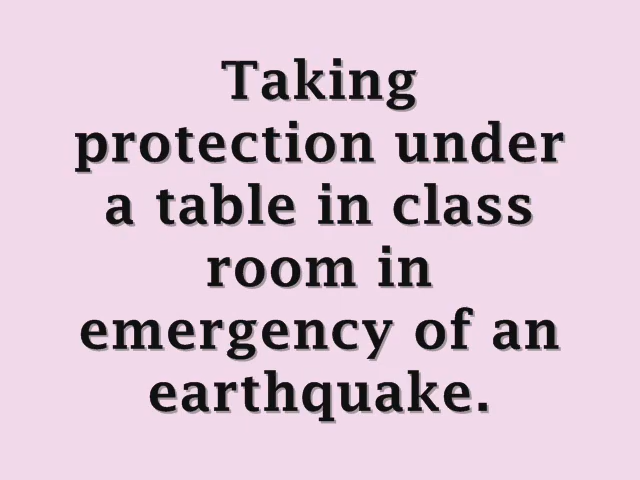 Taking
protection under
a table in class
room in
emergency of an
earthquake.